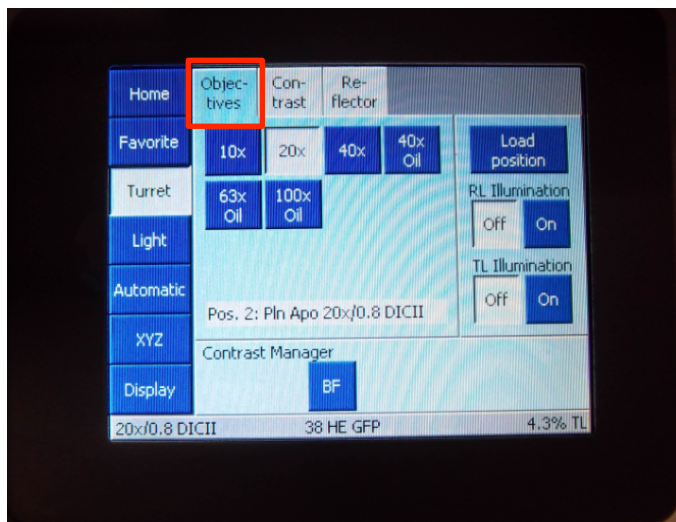 Home
Favorite
Turret
Light
Automatic
XYZ
Display
Objec-
tives
Con-
trast
Re-
flector
10x
20x
40x
40x
Oil
63x
Oil
100x
Oil
Pos. 2: Pln Apo 20x/0.8 DICII
Load
position
RL Illumination
Off On
TL Illumination
Off On
Contrast Manager
BF
20x/0.8 DICII 38 HE GFP 4.3% TL